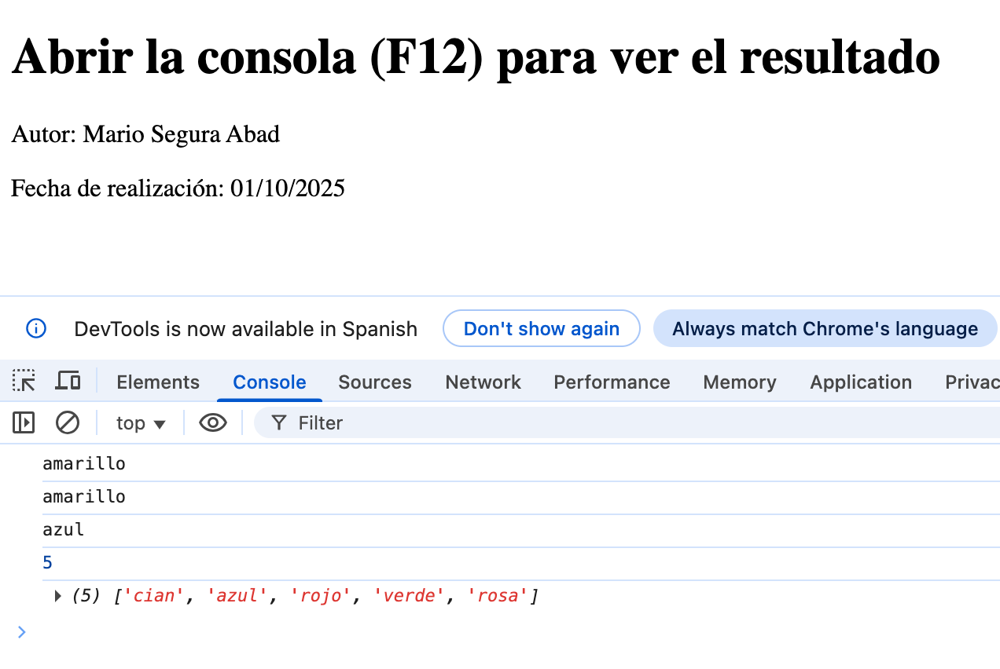 Abrir la consola (F12) para ver el resultado
Autor: Mario Segura Abad
Fecha de realización: 01/10/2025
DevTools is now available in Spanish Don't show again Always match Chrome's language
Elements Console Sources Network Performance Memory Application Privac
top Filter
amarillo
amarillo
azul
5
(5) ['cian', 'azul', 'rojo', 'verde', 'rosa']